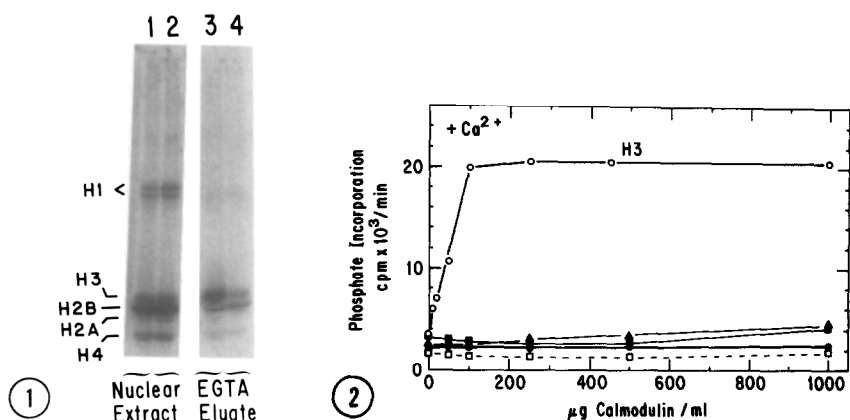 1 2 3 4
H1 <
H3
H2B
H2A
H4
Nuclear Extract
EGTA Eluate
1
+ Ca²⁺
H3
Phosphate Incorporation
cpm x 10³/min
20
10
0
0 200 400 600 800 1000
µg Calmodulin / ml
2